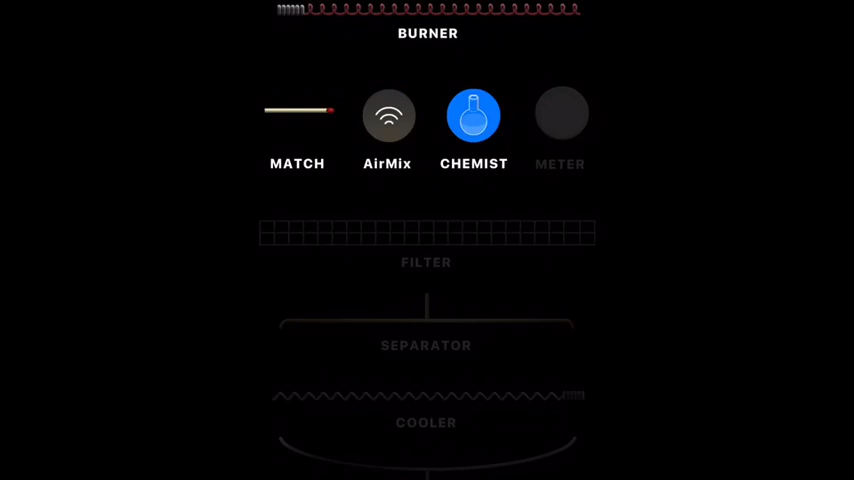 BURNER
MATCH AirMix CHEMIST METER
FILTER
SEPARATOR
COOLER